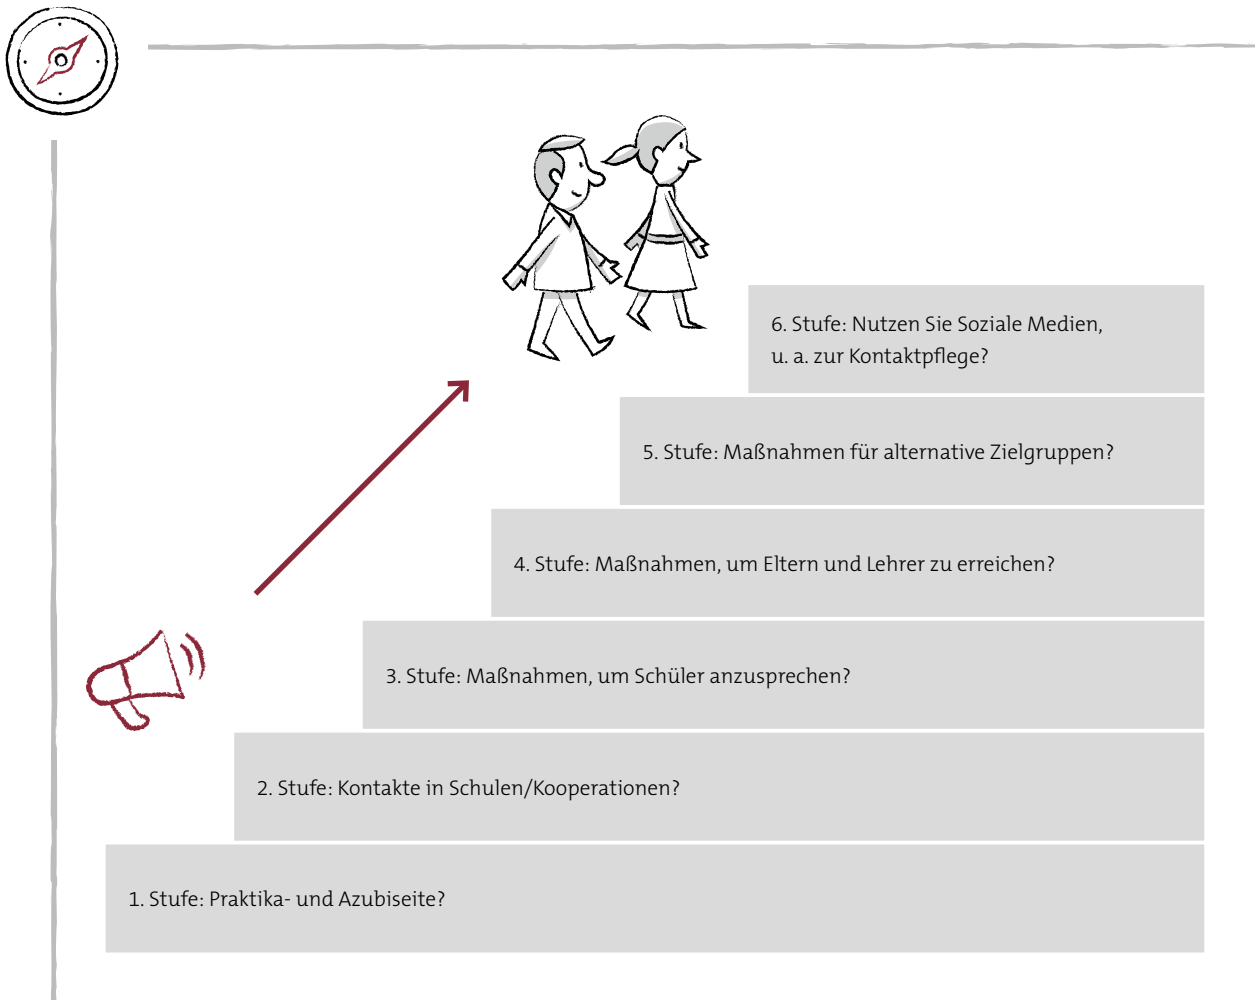 6. Stufe: Nutzen Sie Soziale Medien,
u. a. zur Kontaktpflege?
5. Stufe: Maßnahmen für alternative Zielgruppen?
4. Stufe: Maßnahmen, um Eltern und Lehrer zu erreichen?
3. Stufe: Maßnahmen, um Schüler anzusprechen?
2. Stufe: Kontakte in Schulen/Kooperationen?
1. Stufe: Praktika- und Azubiseite?